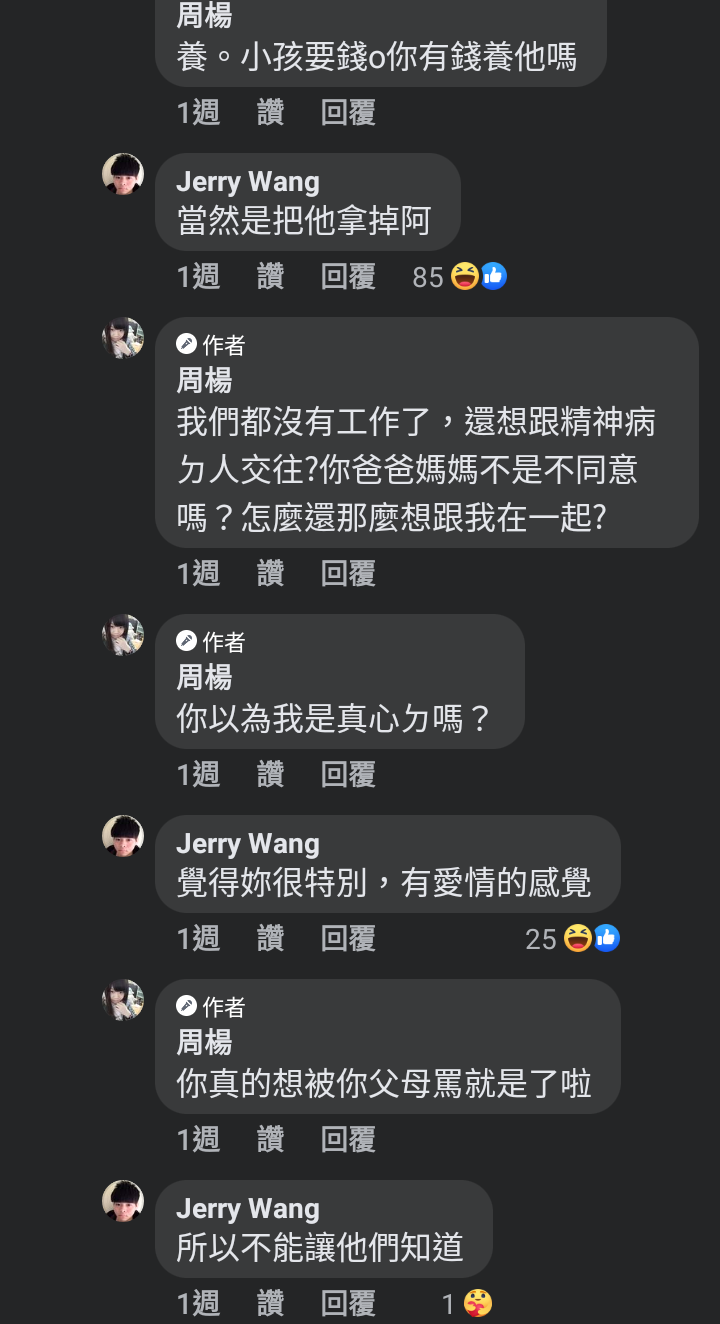 周楊
養。小孩要錢o你有錢養他嗎
1週 讚 回覆
Jerry Wang
當然是把他拿掉阿
1週 讚 回覆 85
作者
周楊
我們都沒有工作了，還想跟精神病
ㄉ人交往?你爸爸媽媽不是不同意
嗎？怎麼還那麼想跟我在一起?
1週 讚 回覆
作者
周楊
你以為我是真心ㄉ嗎？
1週 讚 回覆
Jerry Wang
覺得妳很特別，有愛情的感覺
1週 讚 回覆 25
作者
周楊
你真的想被你父母罵就是了啦
1週 讚 回覆
Jerry Wang
所以不能讓他們知道
1週 讚 回覆 1